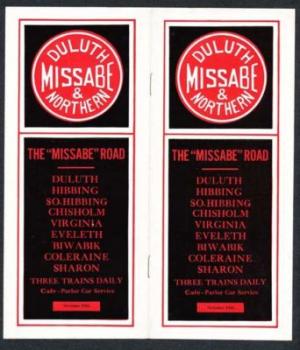 DULUTH
MISSABE
&
NORTHERN
THE "MISSABE" ROAD
DULUTH
HIBBING
SO.HIBBING
CHISHOLM
VIRGINIA
EVELETH
BIWABIK
COLERAINE
SHARON
THREE TRAINS DAILY
Cafe-Parlor Car Service
DULUTH
MISSABE
&
NORTHERN
THE "MISSABE" ROAD
DULUTH
HIBBING
SO.HIBBING
CHISHOLM
VIRGINIA
EVELETH
BIWABIK
COLERAINE
SHARON
THREE TRAINS DAILY
Cafe-Parlor Car Service